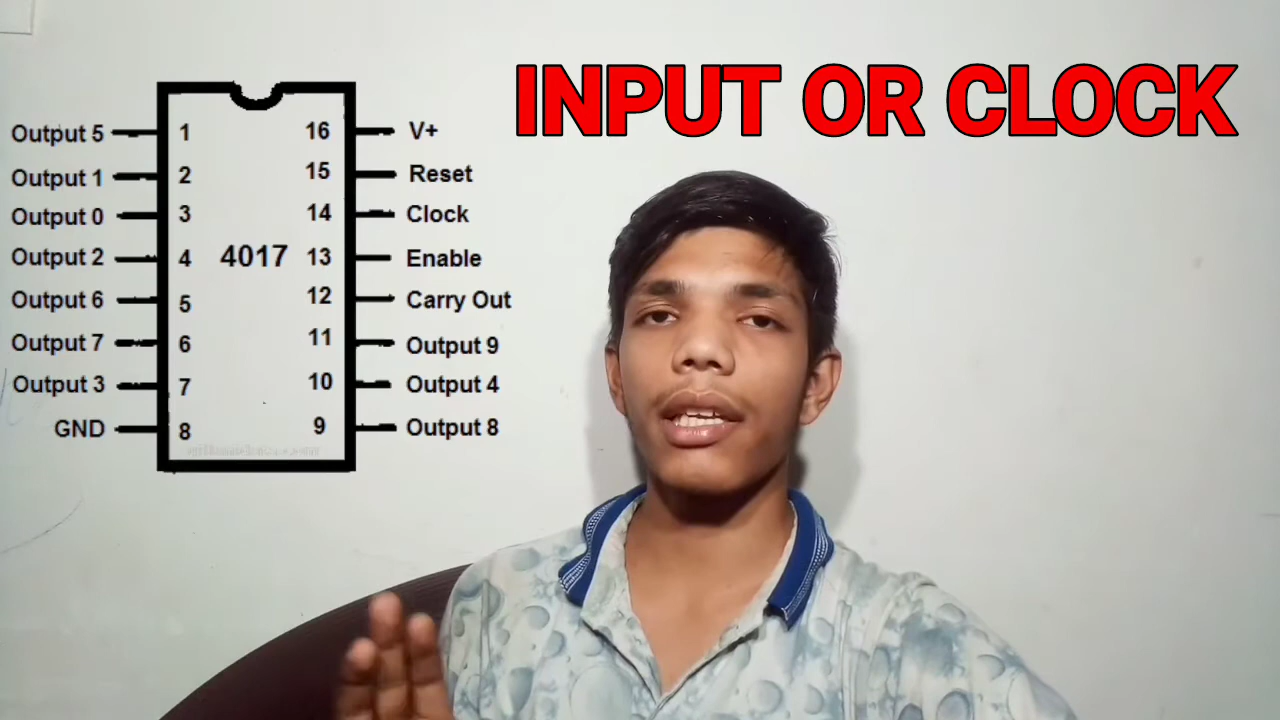 INPUT OR CLOCK
Output 5 1 16 V+
Output 1 2 15 Reset
Output 0 3 14 Clock
Output 2 4 4017 13 Enable
Output 6 5 12 Carry Out
Output 7 6 11 Output 9
Output 3 7 10 Output 4
GND 8 9 Output 8